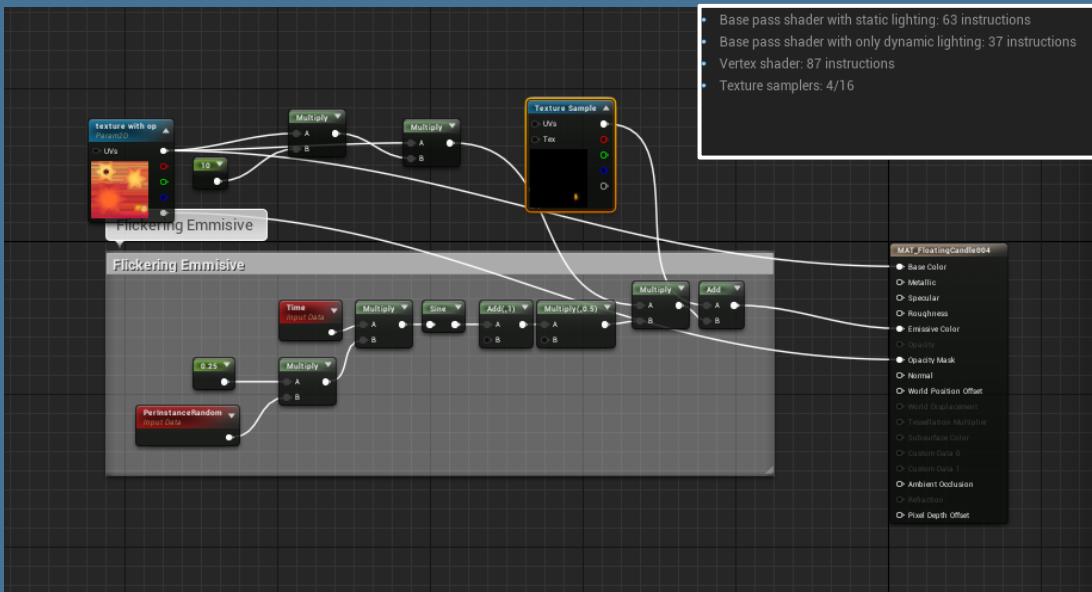 Base pass shader with static lighting: 63 instructions
Base pass shader with only dynamic lighting: 37 instructions
Vertex shader: 87 instructions
Texture samplers: 4/16
texture with op
Param2D
UVs
10
Multiply
A
B
Multiply
A
B
Texture Sample
UVs
Tex
Flickering Emmisive
Flickering Emmisive
Time
Input Data
0.25
PerInstanceRandom
Input Data
Multiply
A
B
Multiply
A
B
Sine
Add(,1)
A
B
Multiply(,0.5)
A
B
Multiply
A
B
Add
A
B
MAT_FloatingCandle004
Base Color
Metallic
Specular
Roughness
Emissive Color
Opacity
Opacity Mask
Normal
World Position Offset
World Displacement
Tessellation Multiplier
Subsurface Color
Custom Data 0
Custom Data 1
Ambient Occlusion
Refraction
Pixel Depth Offset